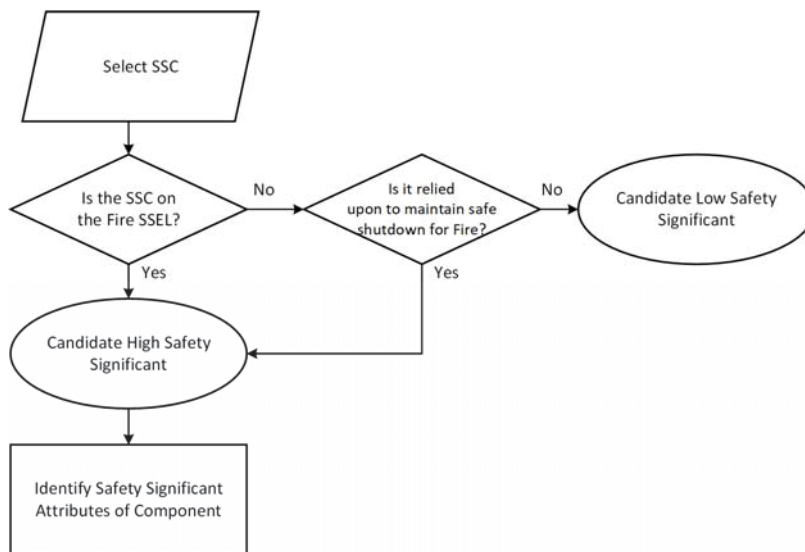 Select SSC
Is the SSC on
the Fire SSEL?
No
Is it relied
upon to maintain safe
shutdown for Fire?
No
Candidate Low Safety
Significant
Yes
Yes
Candidate High Safety
Significant
Identify Safety Significant
Attributes of Component